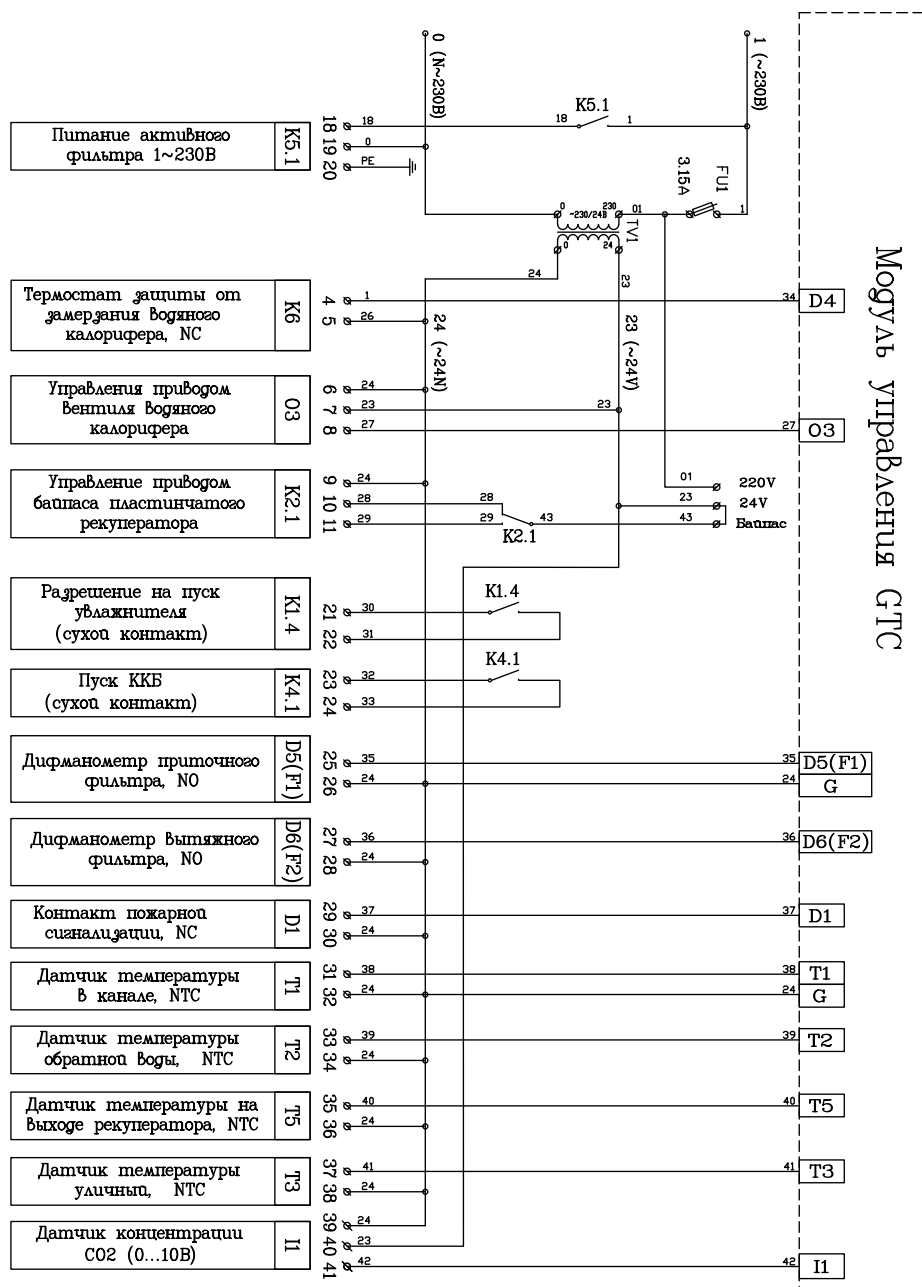 Модуль управления GTC
0 (N~230В)
1 (~230В)
K5.1
Питание активного
фильтра 1~230В
K5.1
18 18 18 1
19 0
20 PE
3.15A
FU1
1
01
0 ~230/24В 230
TV1
0 24
24
23
Термостат защиты от
замерзания водяного
калорифера, NC
K6
4 1 34 D4
5 26
24 (~24N)
23 (~24V)
Управления приводом
вентиля водяного
калорифера
O3
6 24
7 23 23
8 27 27 O3
Управление приводом
байпаса пластинчатого
рекуператора
K2.1
9 24
10 28 28
11 29 29 43 43
K2.1
01 220V
23 24V
Байпас
Разрешение на пуск
увлажнителя
(сухой контакт)
K1.4
21 30
22 31
K1.4
Пуск ККБ
(сухой контакт)
K4.1
23 32
24 33
K4.1
Дифманометр приточного
фильтра, NO
D5(F1)
25 35 35 D5(F1)
26 24 24 G
Дифманометр вытяжного
фильтра, NO
D6(F2)
27 36 36 D6(F2)
28 24
Контакт пожарной
сигнализации, NC
D1
29 37 37 D1
30 24
Датчик температуры
в канале, NTC
T1
31 38 38 T1
32 24 24 G
Датчик температуры
обратной воды, NTC
T2
33 39 39 T2
34 24
Датчик температуры на
выходе рекуператора, NTC
T5
35 40 40 T5
36 24
Датчик температуры
уличный, NTC
T3
37 41 41 T3
38 24
Датчик концентрации
CO2 (0...10В)
I1
39 24
40 23
41 42 42 I1